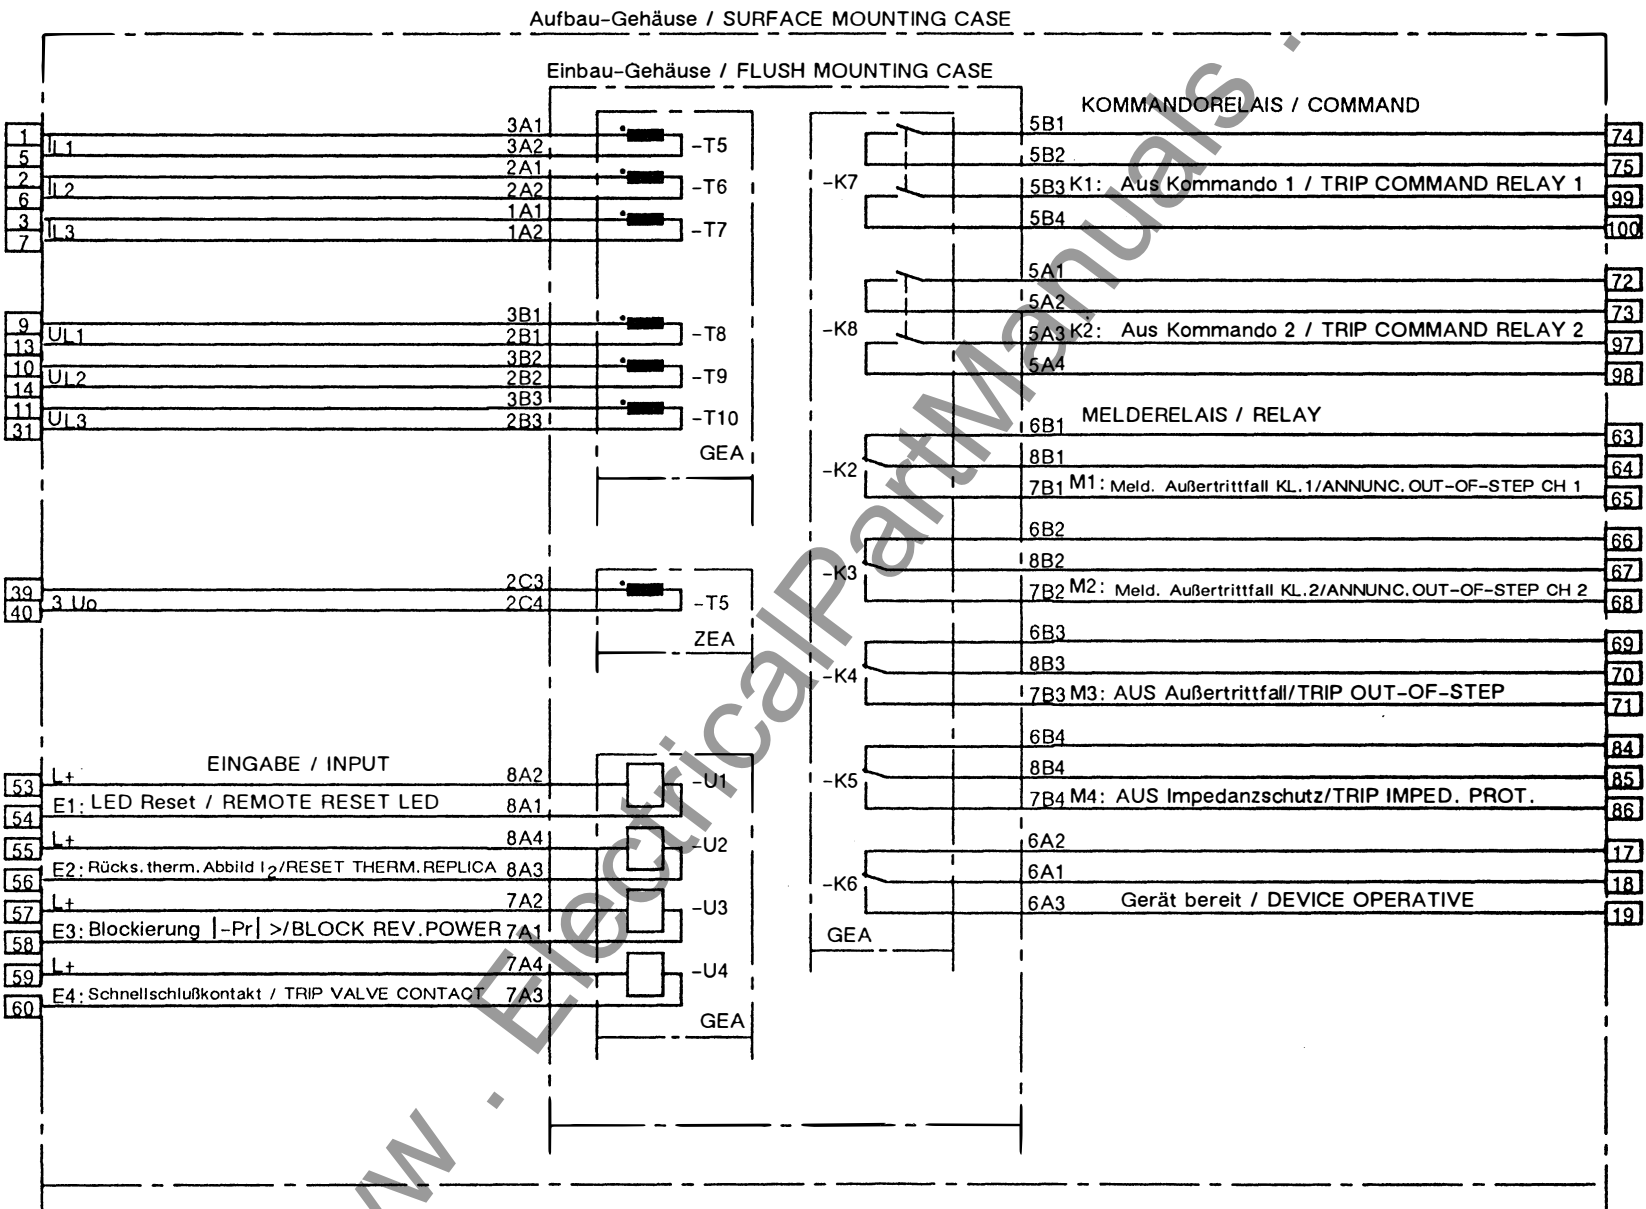 Aufbau-Gehäuse / SURFACE MOUNTING CASE
Einbau-Gehäuse / FLUSH MOUNTING CASE
1
IL1
3A1
5
3A2
-T5
2
IL2
2A1
6
2A2
-T6
3
IL3
1A1
7
1A2
-T7
9
UL1
3B1
13
2B1
-T8
10
UL2
3B2
14
2B2
-T9
11
UL3
3B3
31
2B3
-T10
GEA
39
3 Uo
2C3
40
2C4
-T5
ZEA
EINGABE / INPUT
53
L+
8A2
-U1
54
E1: LED Reset / REMOTE RESET LED
8A1
55
L+
8A4
-U2
56
E2: Rücks. therm. Abbild I2/RESET THERM. REPLICA
8A3
57
L+
7A2
-U3
58
E3: Blockierung |-Pr| >/BLOCK REV. POWER
7A1
59
L+
7A4
-U4
60
E4: Schnellschlußkontakt / TRIP VALVE CONTACT
7A3
GEA
KOMMANDORELAIS / COMMAND
-K7
5B1
74
5B2
75
5B3
K1: Aus Kommando 1 / TRIP COMMAND RELAY 1
99
5B4
100
-K8
5A1
72
5A2
73
5A3
K2: Aus Kommando 2 / TRIP COMMAND RELAY 2
97
5A4
98
MELDERELAIS / RELAY
-K2
6B1
63
8B1
64
7B1
M1: Meld. Außertrittfall KL.1/ANNUNC. OUT-OF-STEP CH 1
65
-K3
6B2
66
8B2
67
7B2
M2: Meld. Außertrittfall KL.2/ANNUNC. OUT-OF-STEP CH 2
68
-K4
6B3
69
8B3
70
7B3
M3: AUS Außertrittfall/TRIP OUT-OF-STEP
71
-K5
6B4
84
8B4
85
7B4
M4: AUS Impedanzschutz/TRIP IMPED. PROT.
86
-K6
6A2
17
6A1
18
6A3
Gerät bereit / DEVICE OPERATIVE
19
GEA
w . ElectricalPartManuals .